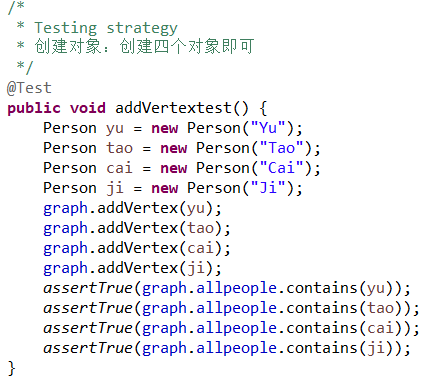 /*
 * Testing strategy
 * 创建对象：创建四个对象即可
 */
@Test
public void addVertextest() {
    Person yu = new Person("Yu");
    Person tao = new Person("Tao");
    Person cai = new Person("Cai");
    Person ji = new Person("Ji");
    graph.addVertex(yu);
    graph.addVertex(tao);
    graph.addVertex(cai);
    graph.addVertex(ji);
    assertTrue(graph.allpeople.contains(yu));
    assertTrue(graph.allpeople.contains(tao));
    assertTrue(graph.allpeople.contains(cai));
    assertTrue(graph.allpeople.contains(ji));
}